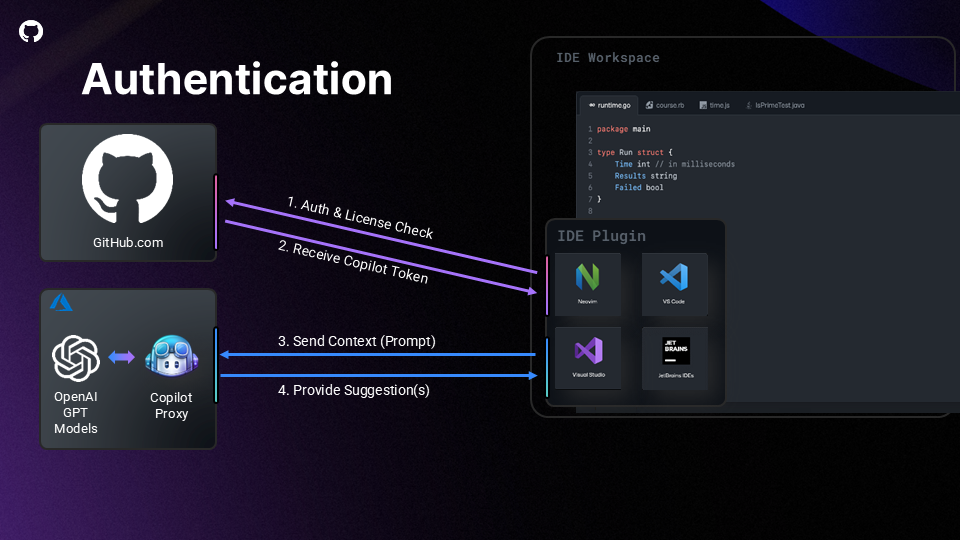 Authentication
IDE Workspace
runtime.go
course.rb
time.js
IsPrimeTest.java
1 package main
2
3 type Run struct {
4 Time int // in milliseconds
5 Results string
6 Failed bool
7 }
8
GitHub.com
1. Auth & License Check
2. Receive Copilot Token
IDE Plugin
Neovim
VS Code
Visual Studio
JET
BRAINS
JetBrains IDEs
3. Send Context (Prompt)
4. Provide Suggestion(s)
OpenAI
GPT
Models
Copilot
Proxy